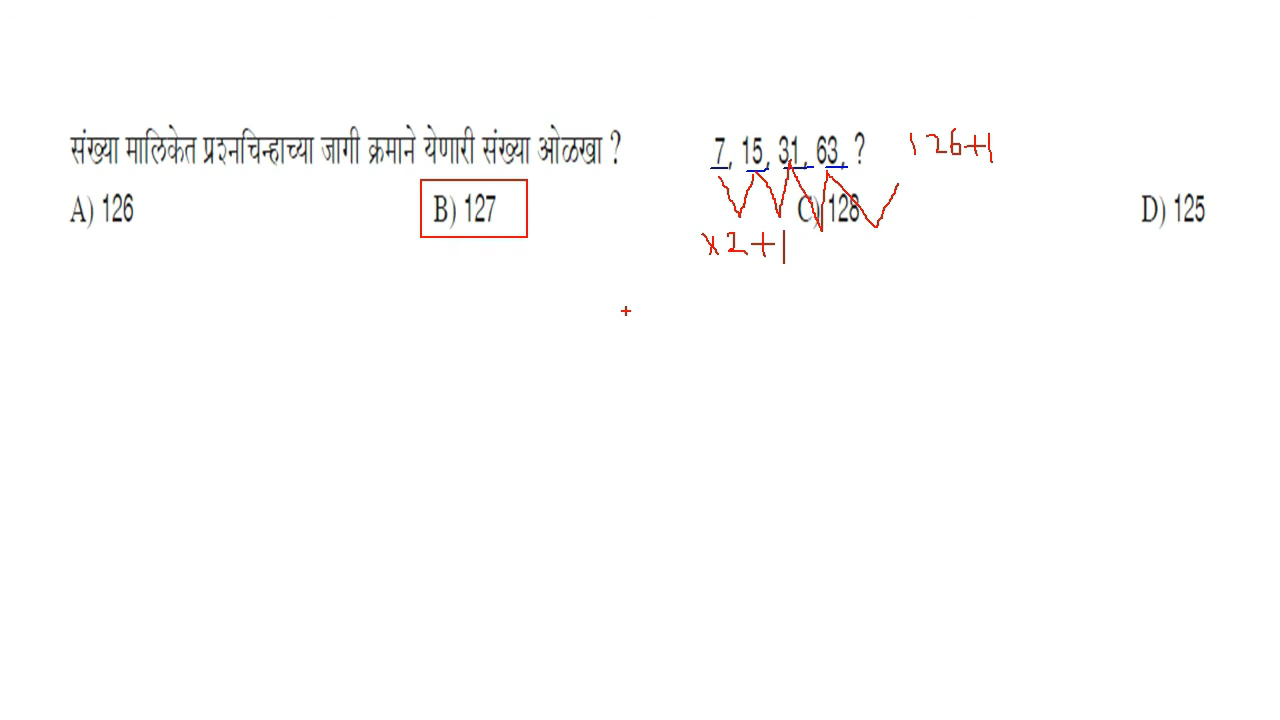 संख्या मालिकेत प्रश्नचिन्हाच्या जागी क्रमाने येणारी संख्या ओळखा ? 7, 15, 31, 63, ? 126+1
A) 126 B) 127 C) 128 D) 125
x2+1